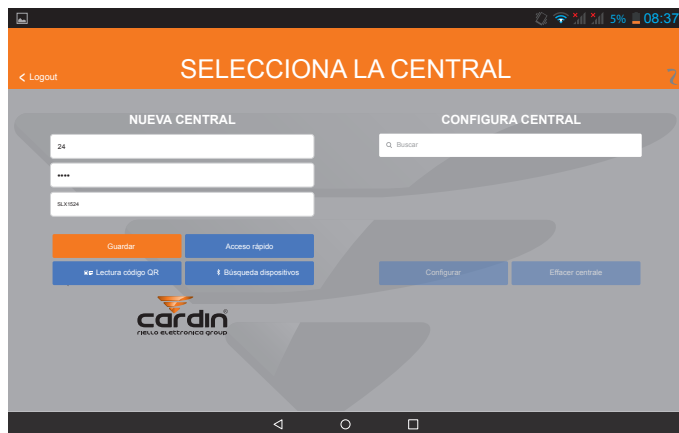 5% 08:37
Logout
SELECCIONA LA CENTRAL
NUEVA CENTRAL
24
••••
SLX1524
Guardar
Acceso rápido
Lectura código QR
Búsqueda dispositivos
cardin®
riello elettronica group
CONFIGURA CENTRAL
Buscar
Configurar
Effacer centrale